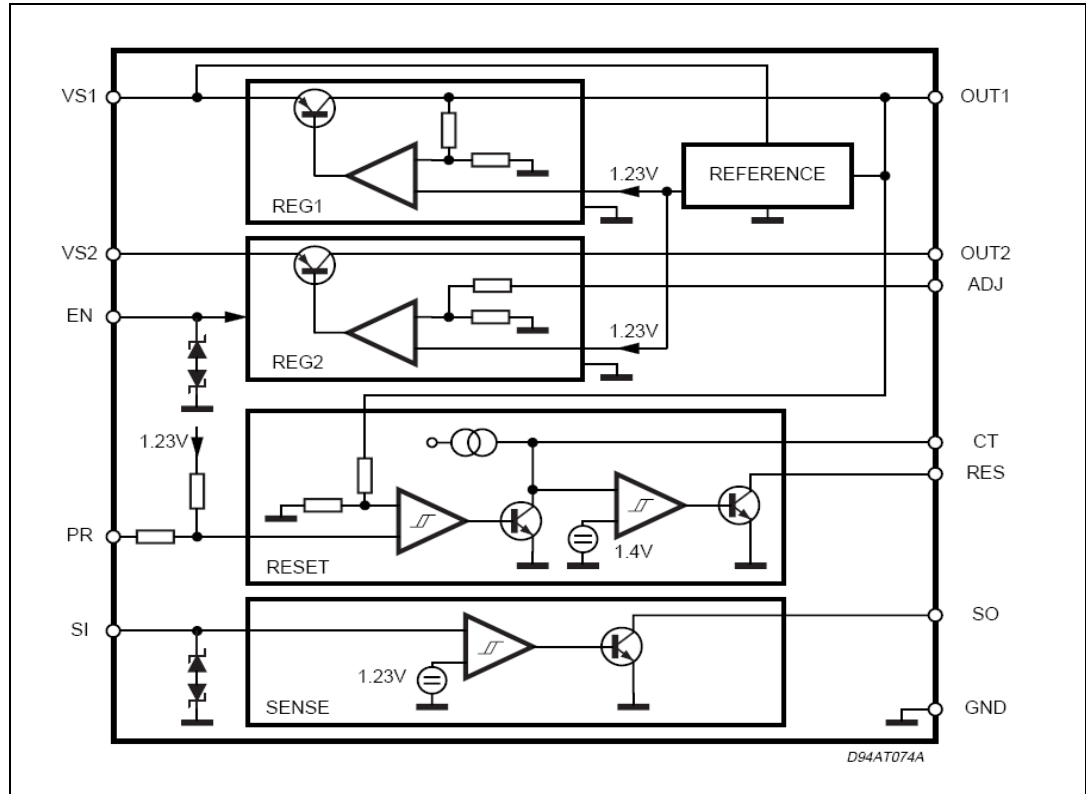 VS1
OUT1
REFERENCE
1.23V
REG1
VS2
OUT2
ADJ
EN
1.23V
REG2
1.23V
CT
RES
PR
1.4V
RESET
SI
SO
1.23V
SENSE
GND
D94AT074A